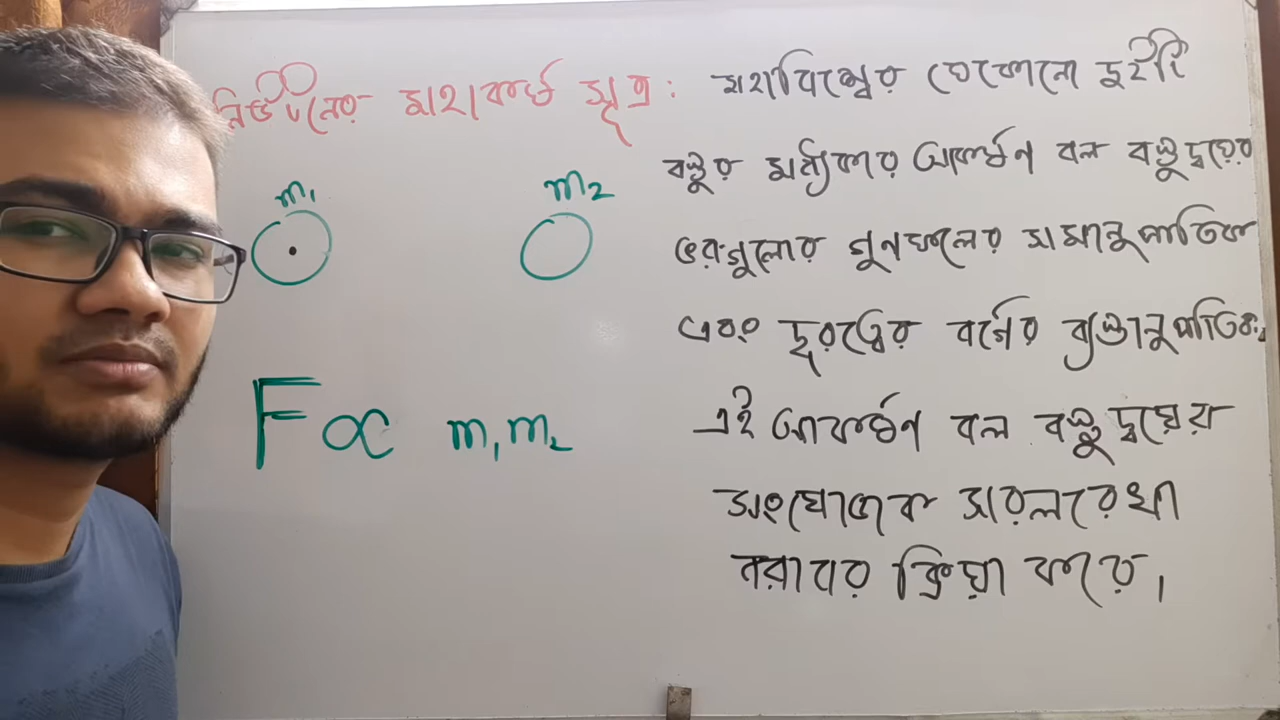 নিউটনের মহাকর্ষ সূত্র: মহাবিশ্বের যেকোনো দুইটি
বস্তুর মধ্যকার আকর্ষণ বল বস্তুদ্বয়ের
ভরগুলোর গুনফলের সমানুপাতিক
এবং দূরত্বের বর্গের ব্যস্তানুপাতিক।
এই আকর্ষণ বল বস্তুদ্বয়ের
সংযোজক সরলরেখা
বরাবর ক্রিয়া করে।
m₁ m₂
F ∝ m₁m₂